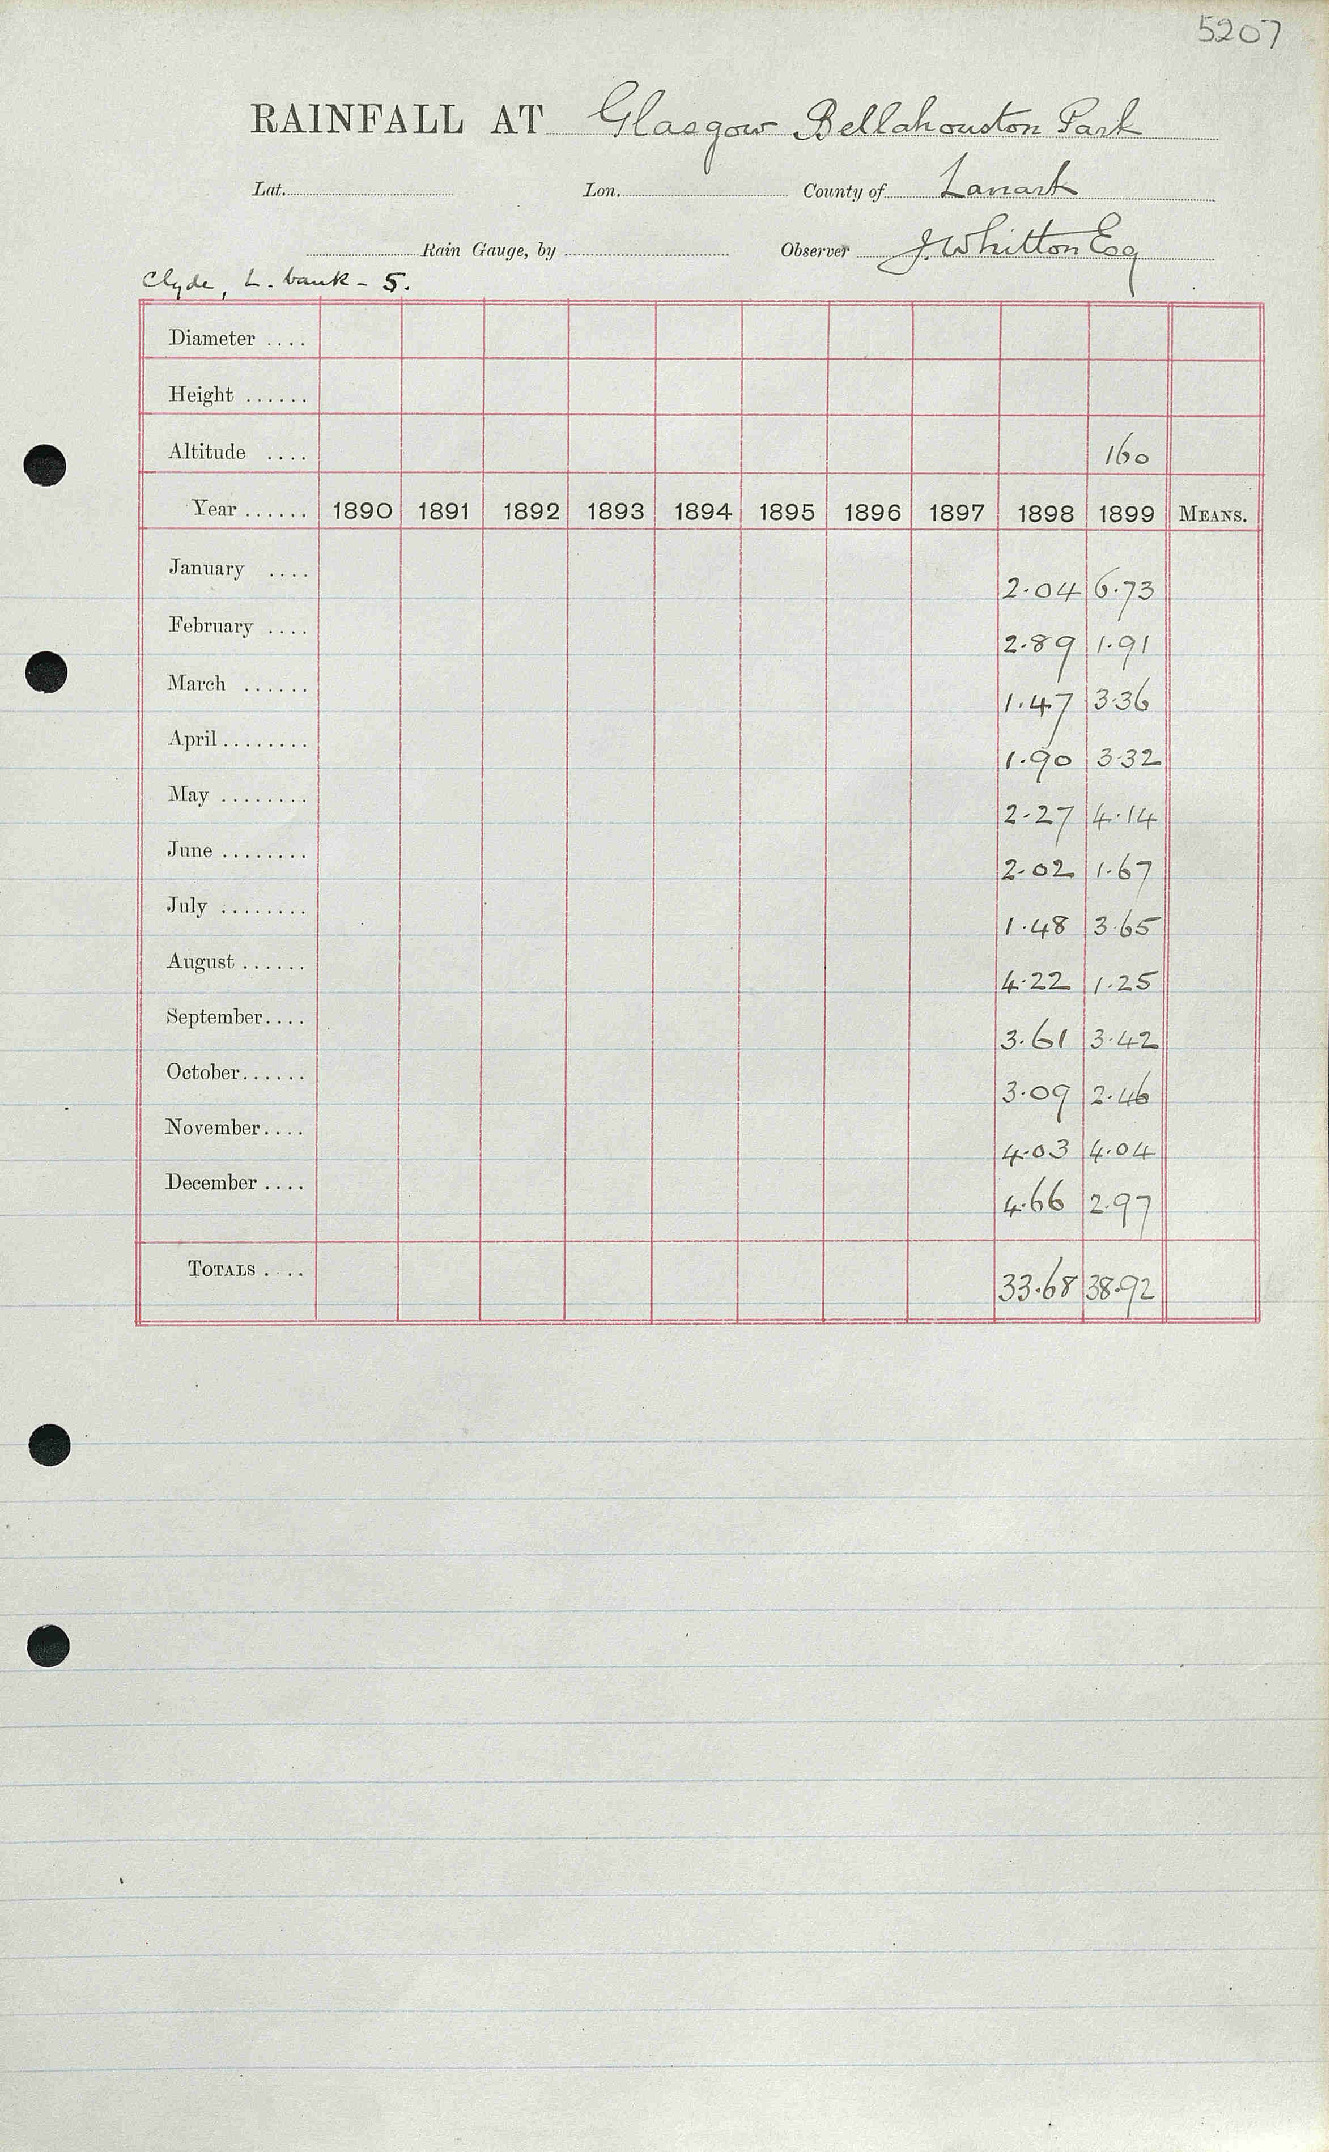 5207
RAINFALL AT Glasgow Bellahouston Park
Lat. Lon. County of Lanark
Rain Gauge, by Observer J. Whitton Esq
Clyde, L. bank - 5.
Diameter ....
Height ......
Altitude .... 160
Year ...... 1890 1891 1892 1893 1894 1895 1896 1897 1898 1899 MEANS.
January .... 2.04 6.73
February .... 2.89 1.91
March ...... 1.47 3.36
April ........ 1.90 3.32
May ........ 2.27 4.14
June ........ 2.02 1.67
July ........ 1.48 3.65
August ...... 4.22 1.25
September.... 3.61 3.42
October...... 3.09 2.46
November.... 4.03 4.04
December .... 4.66 2.97
TOTALS .... 33.68 38.92